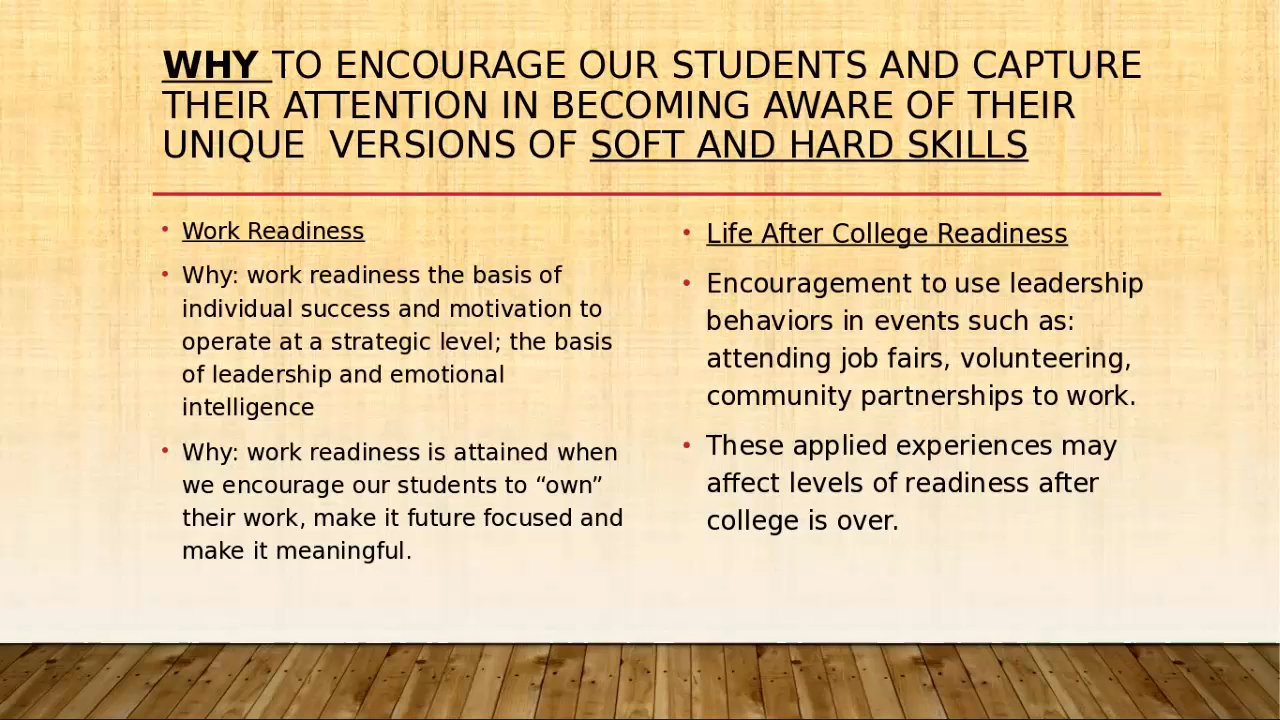 WHY TO ENCOURAGE OUR STUDENTS AND CAPTURE
THEIR ATTENTION IN BECOMING AWARE OF THEIR
UNIQUE  VERSIONS OF SOFT AND HARD SKILLS
• Work Readiness
• Why: work readiness the basis of
individual success and motivation to
operate at a strategic level; the basis
of leadership and emotional
intelligence
• Why: work readiness is attained when
we encourage our students to “own”
their work, make it future focused and
make it meaningful.
• Life After College Readiness
• Encouragement to use leadership
behaviors in events such as:
attending job fairs, volunteering,
community partnerships to work.
• These applied experiences may
affect levels of readiness after
college is over.